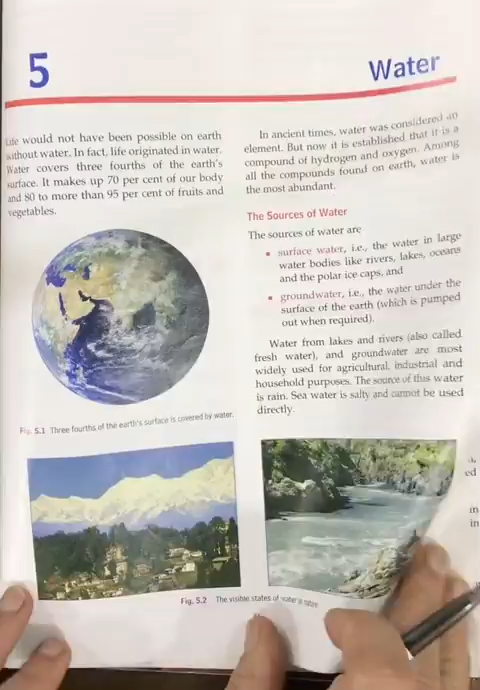 5
Water
Life would not have been possible on earth
without water. In fact, life originated in water.
Water covers three fourths of the earth's
surface. It makes up 70 per cent of our body
and 80 to more than 95 per cent of fruits and
vegetables.
Fig. 5.1 Three fourths of the earth's surface is covered by water.
In ancient times, water was considered an
element. But now it is established that it is a
compound of hydrogen and oxygen. Among
all the compounds found on earth, water is
the most abundant.
The Sources of Water
The sources of water are
• surface water, i.e., the water in large
water bodies like rivers, lakes, oceans
and the polar ice caps, and
• groundwater, i.e., the water under the
surface of the earth (which is pumped
out when required).
Water from lakes and rivers (also called
fresh water), and groundwater are most
widely used for agricultural, industrial and
household purposes. The source of this water
is rain. Sea water is salty and cannot be used
directly.
Fig. 5.2 The visible states of water in nature
ed
in
in